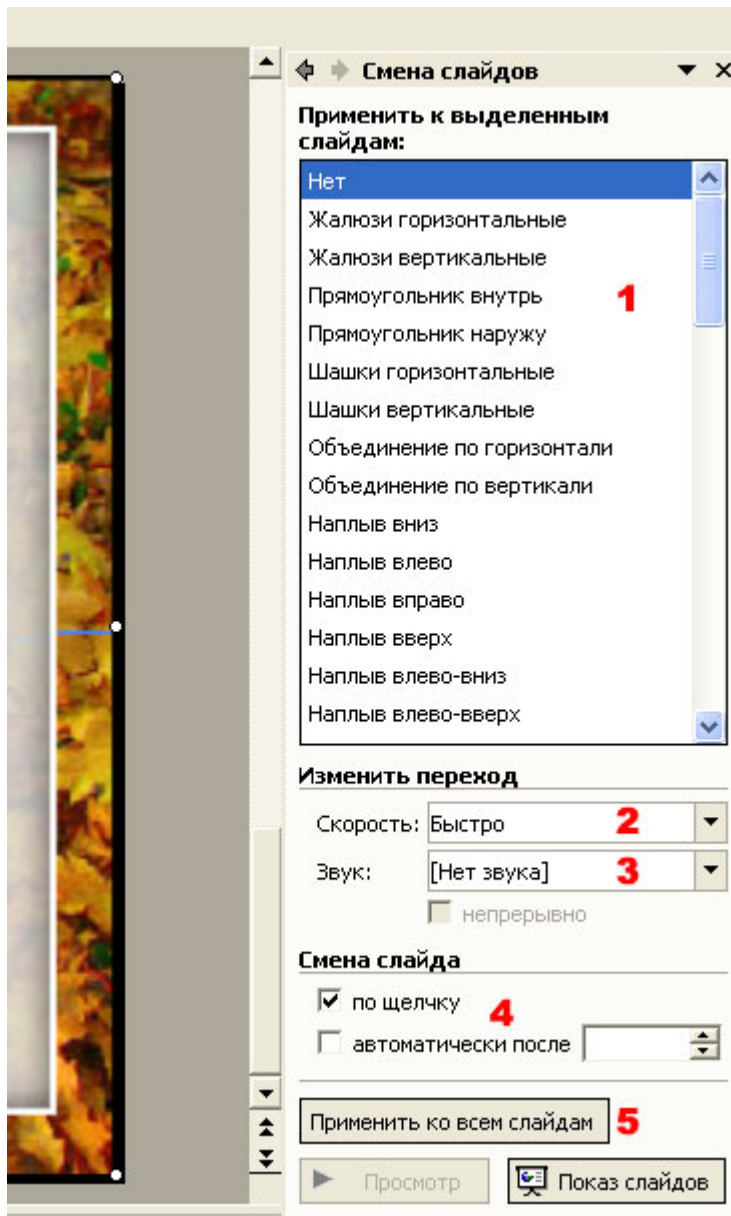 Смена слайдов
Применить к выделенным
слайдам:
Нет
Жалюзи горизонтальные
Жалюзи вертикальные
Прямоугольник внутрь 1
Прямоугольник наружу
Шашки горизонтальные
Шашки вертикальные
Объединение по горизонтали
Объединение по вертикали
Наплыв вниз
Наплыв влево
Наплыв вправо
Наплыв вверх
Наплыв влево-вниз
Наплыв влево-вверх
Изменить переход
Скорость: Быстро 2
Звук: [Нет звука] 3
непрерывно
Смена слайда
по щелчку 4
автоматически после
Применить ко всем слайдам 5
Просмотр Показ слайдов